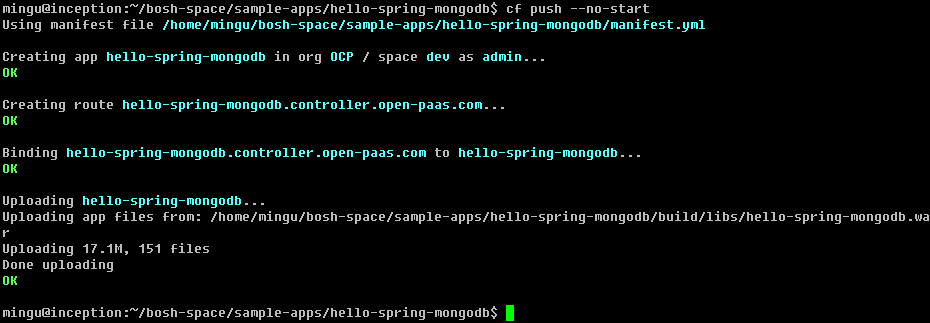 mingu@inception:~/bosh-space/sample-apps/hello-spring-mongodb$ cf push --no-start
Using manifest file /home/mingu/bosh-space/sample-apps/hello-spring-mongodb/manifest.yml
Creating app hello-spring-mongodb in org OCP / space dev as admin...
OK
Creating route hello-spring-mongodb.controller.open-paas.com...
OK
Binding hello-spring-mongodb.controller.open-paas.com to hello-spring-mongodb...
OK
Uploading hello-spring-mongodb...
Uploading app files from: /home/mingu/bosh-space/sample-apps/hello-spring-mongodb/build/libs/hello-spring-mongodb.wa
r
Uploading 17.1M, 151 files
Done uploading
OK
mingu@inception:~/bosh-space/sample-apps/hello-spring-mongodb$